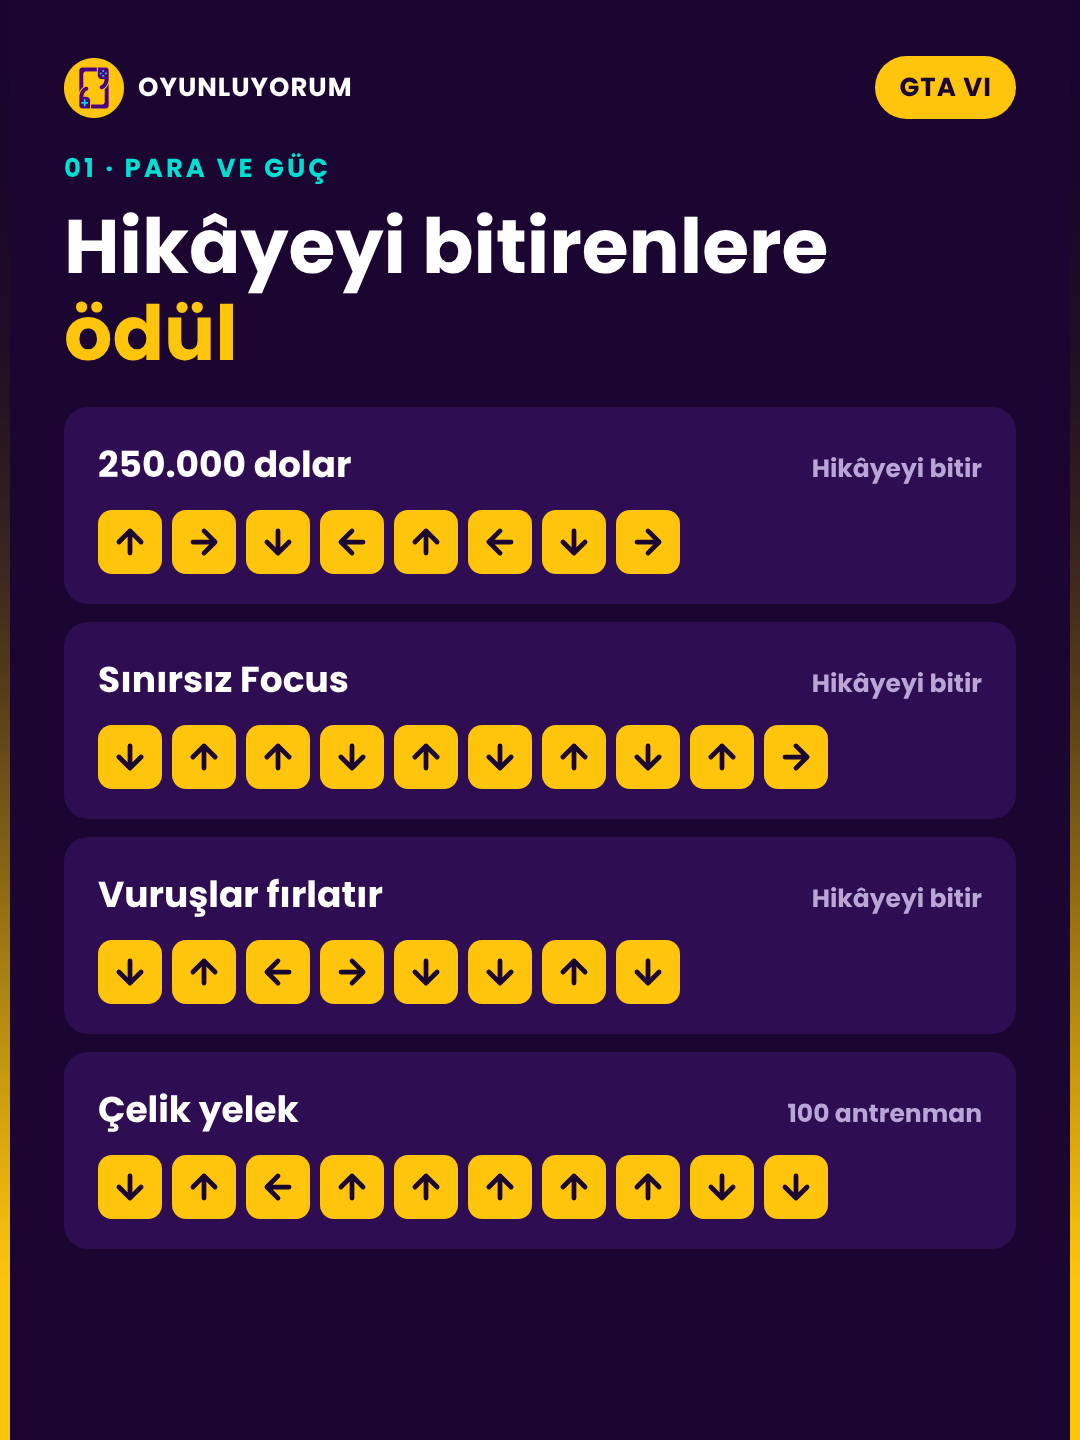 OYUNLUYORUM
GTA VI
01 · PARA VE GÜÇ
Hikâyeyi bitirenlere
ödül
250.000 dolar
Hikâyeyi bitir
↑ → ↓ ← ↑ ← ↓ →
Sınırsız Focus
Hikâyeyi bitir
↓ ↑ ↑ ↓ ↑ ↓ ↑ ↓ ↑ →
Vuruşlar fırlatır
Hikâyeyi bitir
↓ ↑ ← → ↓ ↓ ↑ ↓
Çelik yelek
100 antrenman
↓ ↑ ← ↑ ↑ ↑ ↑ ↑ ↓ ↓